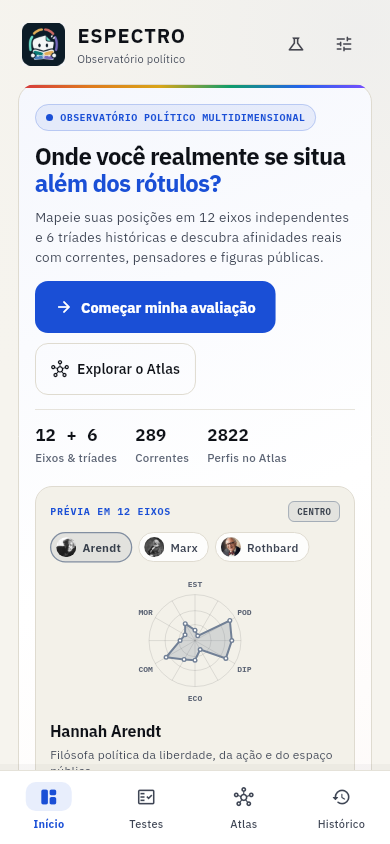 ESPECTRO
Observatório político
OBSERVATÓRIO POLÍTICO MULTIDIMENSIONAL
Onde você realmente se situa
além dos rótulos?
Mapeie suas posições em 12 eixos independentes
e 6 tríades históricas e descubra afinidades reais
com correntes, pensadores e figuras públicas.
Começar minha avaliação
Explorar o Atlas
12 + 6 289 2822
Eixos & tríades Correntes Perfis no Atlas
PRÉVIA EM 12 EIXOS CENTRO
Arendt Marx Rothbard
EST
MOR POD
COM DIP
ECO
Hannah Arendt
Filósofa política da liberdade, da ação e do espaço
Início Testes Atlas Histórico